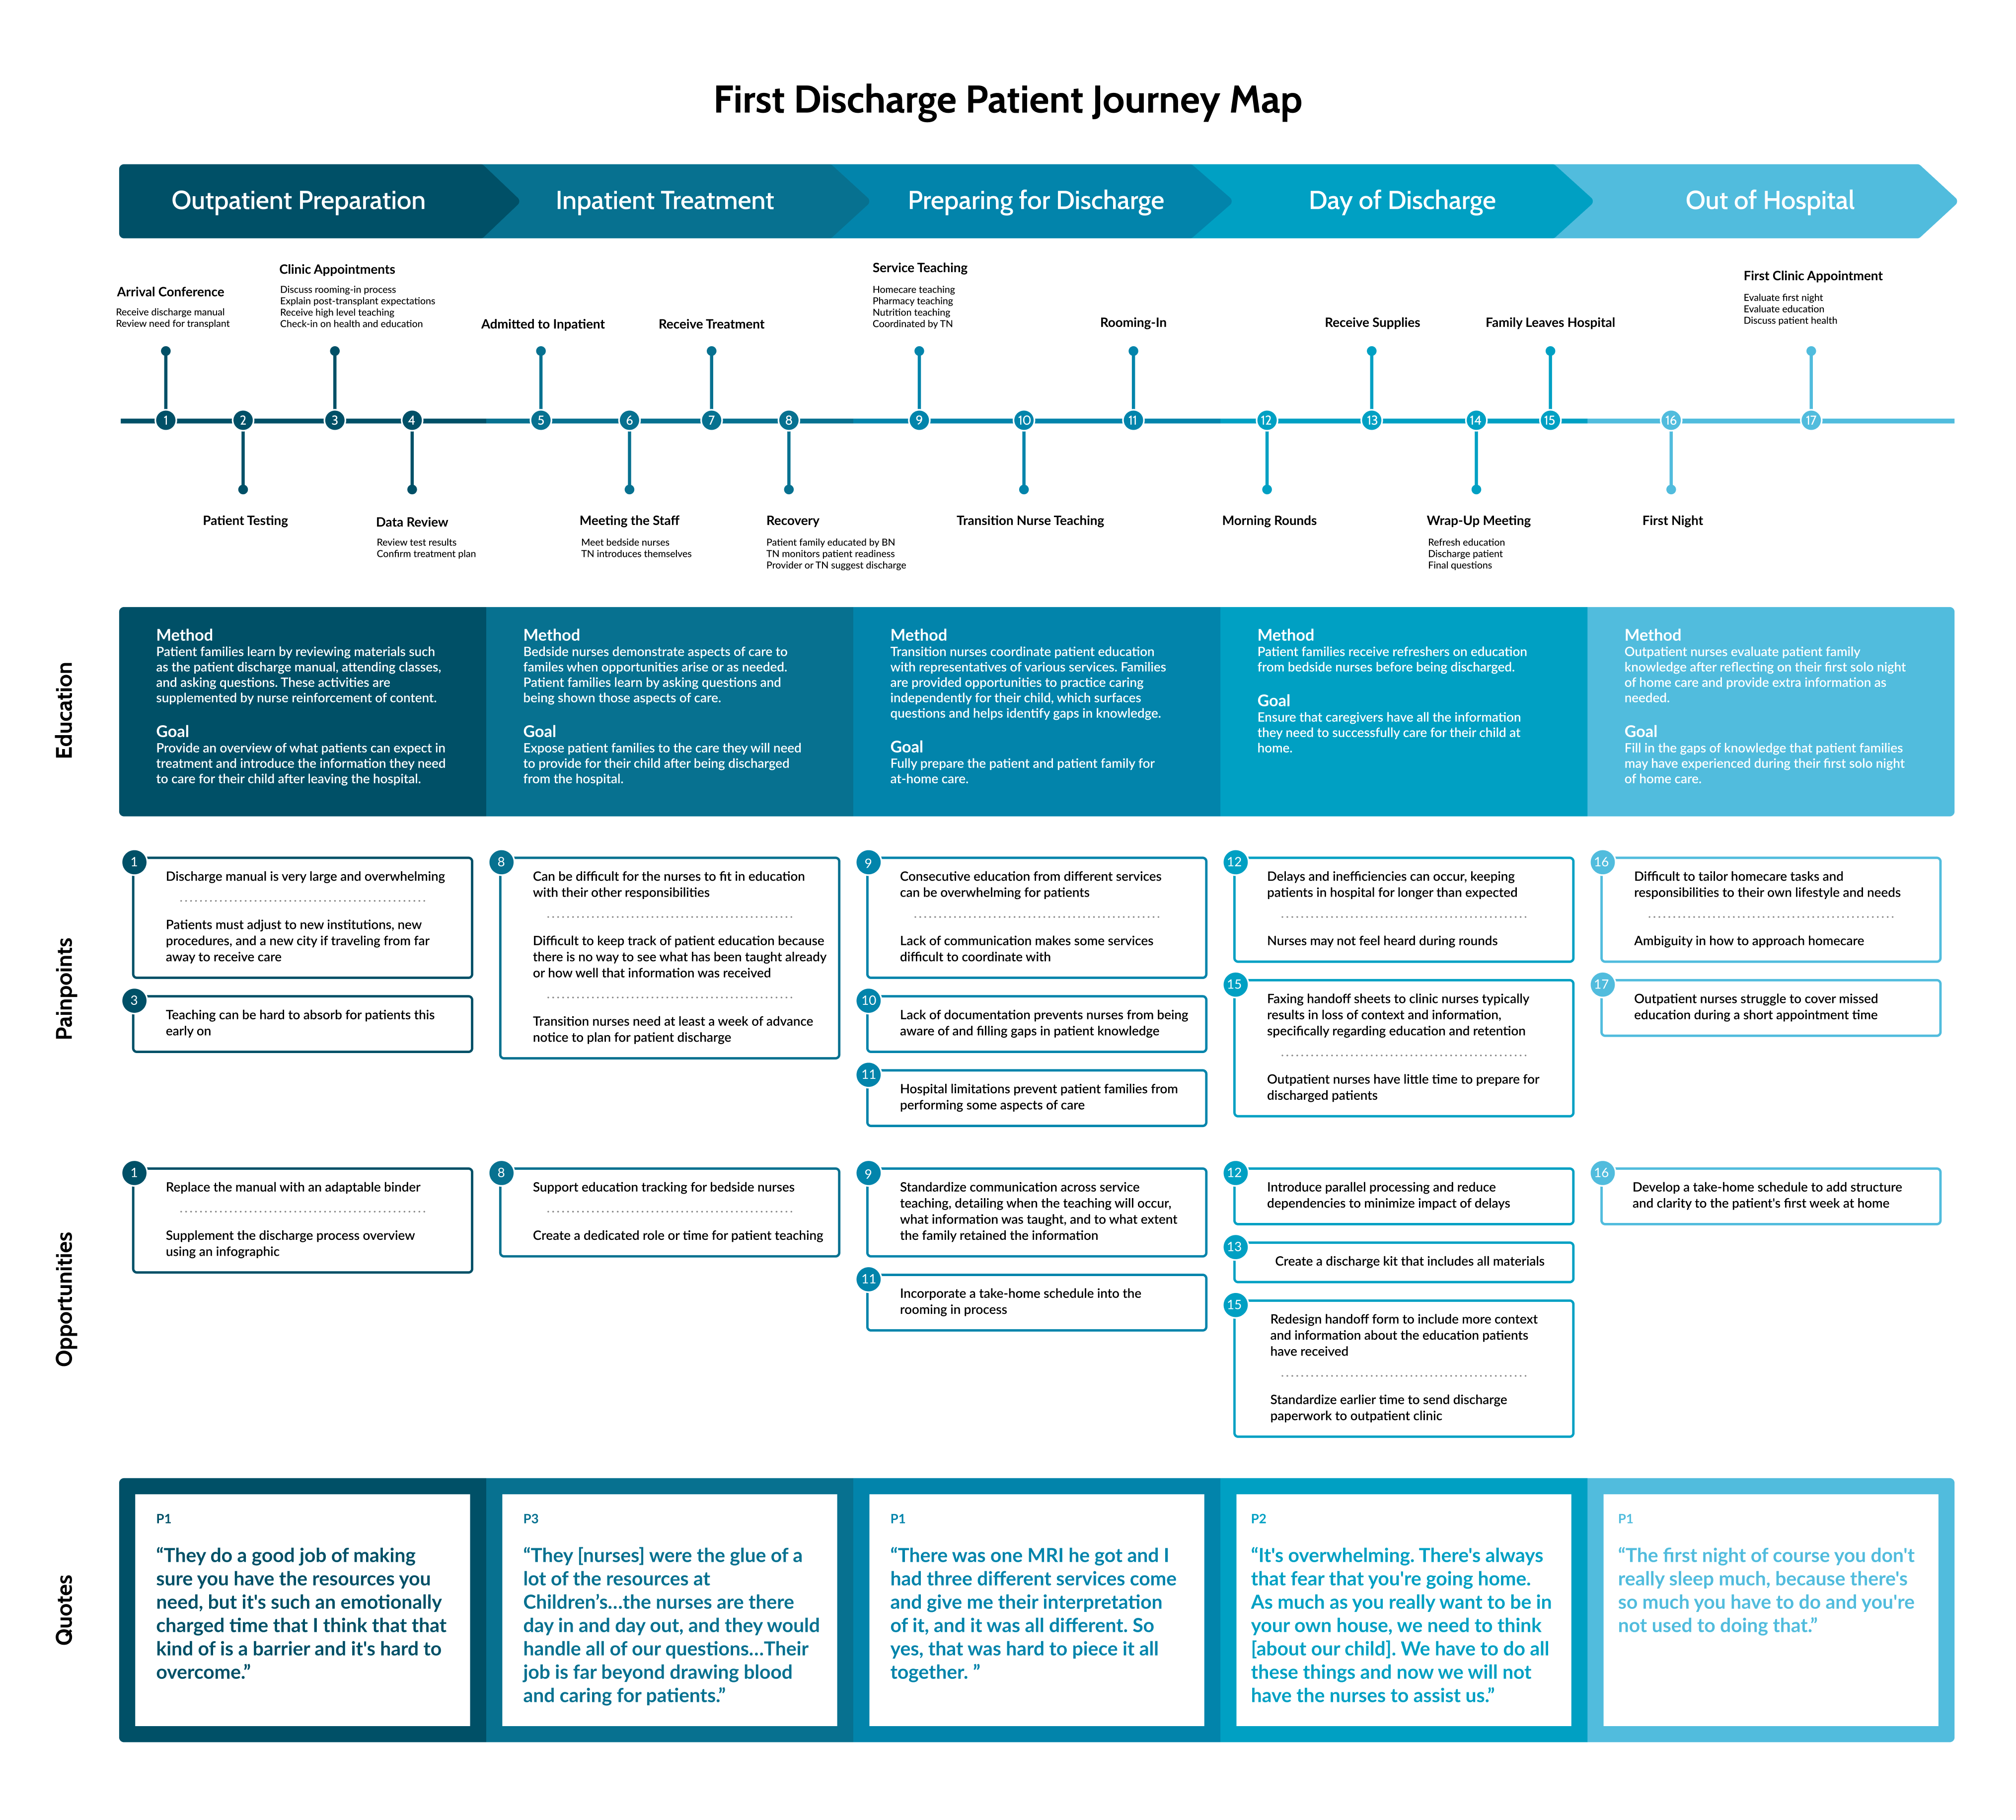 First Discharge Patient Journey Map
Outpatient Preparation
Inpatient Treatment
Preparing for Discharge
Day of Discharge
Out of Hospital
Arrival Conference
Receive discharge manual
Review need for transplant
Clinic Appointments
Discuss rooming-in process
Explain post-transplant expectations
Receive high level teaching
Check-in on health and education
Admitted to Inpatient
Receive Treatment
Service Teaching
Homecare teaching
Pharmacy teaching
Nutrition teaching
Coordinated by TN
Rooming-In
Receive Supplies
Family Leaves Hospital
First Clinic Appointment
Evaluate first night
Evaluate education
Discuss patient health
1
2
3
4
5
6
7
8
9
10
11
12
13
14
15
16
17
Patient Testing
Data Review
Review test results
Confirm treatment plan
Meeting the Staff
Meet bedside nurses
TN introduces themselves
Recovery
Patient family educated by BN
TN monitors patient readiness
Provider or TN suggest discharge
Transition Nurse Teaching
Morning Rounds
Wrap-Up Meeting
Refresh education
Discharge patient
Final questions
First Night
Education
Method
Patient families learn by reviewing materials such
as the patient discharge manual, attending classes,
and asking questions. These activities are
supplemented by nurse reinforcement of content.
Goal
Provide an overview of what patients can expect in
treatment and introduce the information they need
to care for their child after leaving the hospital.
Method
Bedside nurses demonstrate aspects of care to
familes when opportunities arise or as needed.
Patient families learn by asking questions and
being shown those aspects of care.
Goal
Expose patient families to the care they will need
to provide for their child after being discharged
from the hospital.
Method
Transition nurses coordinate patient education
with representatives of various services. Families
are provided opportunities to practice caring
independently for their child, which surfaces
questions and helps identify gaps in knowledge.
Goal
Fully prepare the patient and patient family for
at-home care.
Method
Patient families receive refreshers on education
from bedside nurses before being discharged.
Goal
Ensure that caregivers have all the information
they need to successfully care for their child at
home.
Method
Outpatient nurses evaluate patient family
knowledge after reflecting on their first solo night
of home care and provide extra information as
needed.
Goal
Fill in the gaps of knowledge that patient families
may have experienced during their first solo night
of home care.
Painpoints
1
Discharge manual is very large and overwhelming
Patients must adjust to new institutions, new
procedures, and a new city if traveling from far
away to receive care
3
Teaching can be hard to absorb for patients this
early on
8
Can be difficult for the nurses to fit in education
with their other responsibilities
Difficult to keep track of patient education because
there is no way to see what has been taught already
or how well that information was received
Transition nurses need at least a week of advance
notice to plan for patient discharge
9
Consecutive education from different services
can be overwhelming for patients
Lack of communication makes some services
difficult to coordinate with
10
Lack of documentation prevents nurses from being
aware of and filling gaps in patient knowledge
11
Hospital limitations prevent patient families from
performing some aspects of care
12
Delays and inefficiencies can occur, keeping
patients in hospital for longer than expected
Nurses may not feel heard during rounds
15
Faxing handoff sheets to clinic nurses typically
results in loss of context and information,
specifically regarding education and retention
Outpatient nurses have little time to prepare for
discharged patients
16
Difficult to tailor homecare tasks and
responsibilities to their own lifestyle and needs
Ambiguity in how to approach homecare
17
Outpatient nurses struggle to cover missed
education during a short appointment time
Opportunities
1
Replace the manual with an adaptable binder
Supplement the discharge process overview
using an infographic
8
Support education tracking for bedside nurses
Create a dedicated role or time for patient teaching
9
Standardize communication across service
teaching, detailing when the teaching will occur,
what information was taught, and to what extent
the family retained the information
11
Incorporate a take-home schedule into the
rooming in process
12
Introduce parallel processing and reduce
dependencies to minimize impact of delays
13
Create a discharge kit that includes all materials
15
Redesign handoff form to include more context
and information about the education patients
have received
Standardize earlier time to send discharge
paperwork to outpatient clinic
16
Develop a take-home schedule to add structure
and clarity to the patient's first week at home
Quotes
P1
“They do a good job of making
sure you have the resources you
need, but it's such an emotionally
charged time that I think that that
kind of is a barrier and it's hard to
overcome.”
P3
“They [nurses] were the glue of a
lot of the resources at
Children’s...the nurses are there
day in and day out, and they would
handle all of our questions...Their
job is far beyond drawing blood
and caring for patients.”
P1
“There was one MRI he got and I
had three different services come
and give me their interpretation
of it, and it was all different. So
yes, that was hard to piece it all
together. ”
P2
“It's overwhelming. There's always
that fear that you're going home.
As much as you really want to be in
your own house, we need to think
[about our child]. We have to do all
these things and now we will not
have the nurses to assist us.”
P1
“The first night of course you don't
really sleep much, because there's
so much you have to do and you're
not used to doing that.”